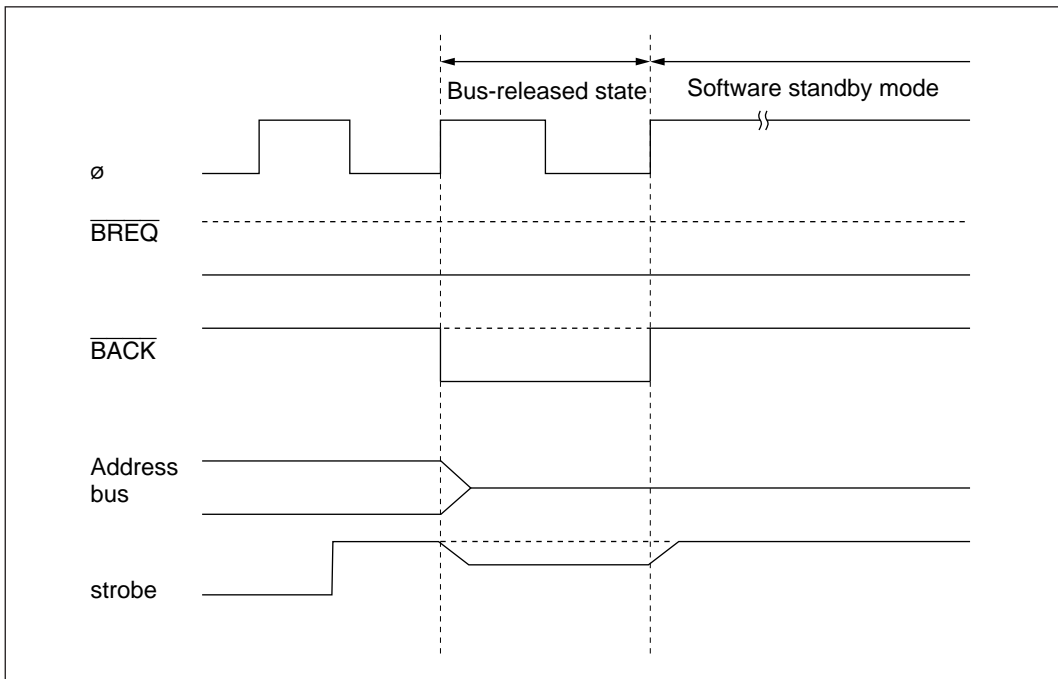 Bus-released state
Software standby mode
ø
BREQ
BACK
Address
bus
strobe